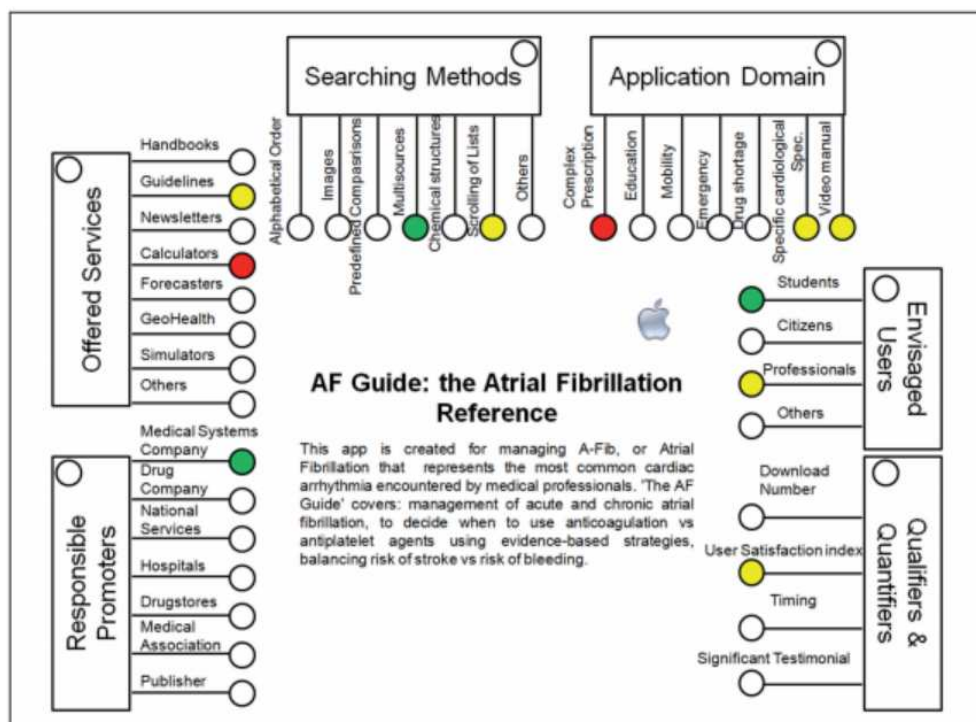 Searching Methods
Application Domain
Alphabetical Order
Images
Predefined Compasrisons
Multisources
Chemical structures
Scrolling of Lists
Others
Complex
Prescription
Education
Mobility
Emergency
Drug shortage
Specific cardiological
Spec.
Video manual
Offered Services
Handbooks
Guidelines
Newsletters
Calculators
Forecasters
GeoHealth
Simulators
Others
Envisaged
Users
Students
Citizens
Professionals
Others
AF Guide: the Atrial Fibrillation
Reference
This app is created for managing A-Fib, or Atrial
Fibrillation that represents the most common cardiac
arrhythmia encountered by medical professionals. 'The AF
Guide' covers: management of acute and chronic atrial
fibrillation, to decide when to use anticoagulation vs
antiplatelet agents using evidence-based strategies,
balancing risk of stroke vs risk of bleeding.
Responsible
Promoters
Medical Systems
Company
Drug
Company
National
Services
Hospitals
Drugstores
Medical
Association
Publisher
Qualifiers &
Quantifiers
Download
Number
User Satisfaction index
Timing
Significant Testimonial